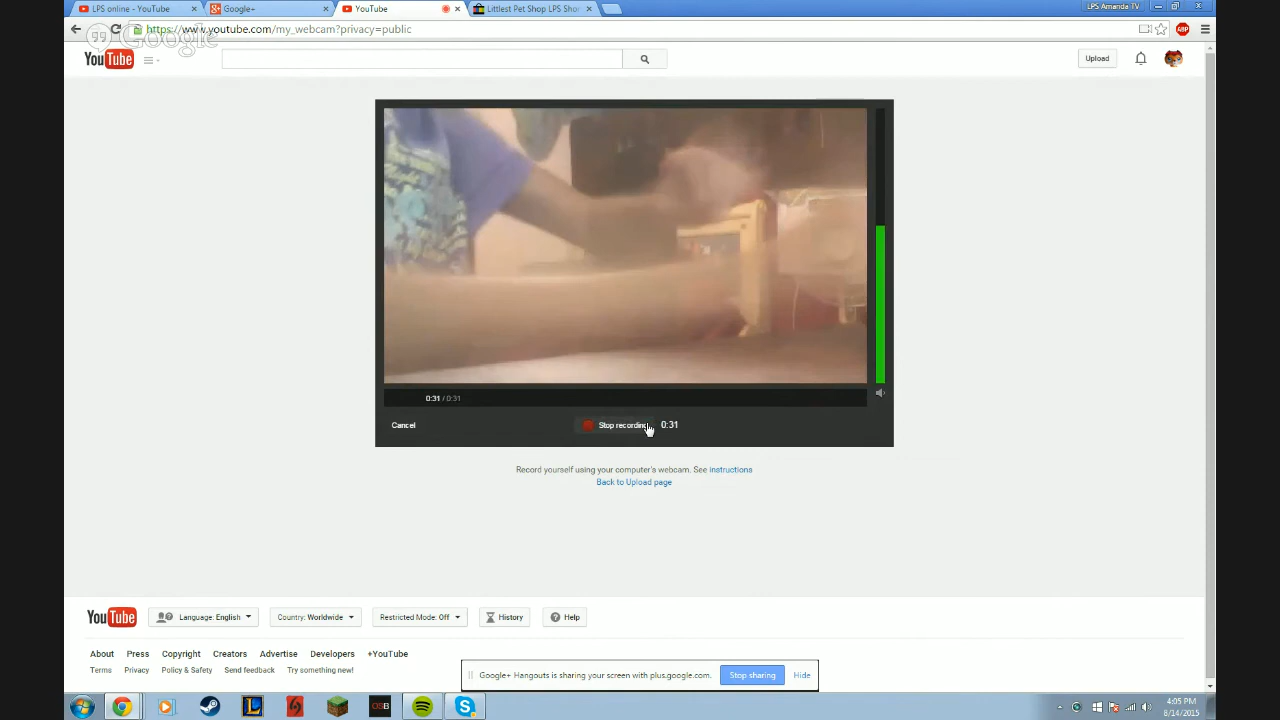 LPS online - YouTube
Google+
YouTube
Littlest Pet Shop LPS Shor
LPS Amanda TV
https://www.youtube.com/my_webcam?privacy=public
ABP
Google
YouTube
Upload
0:31 / 0:31
Cancel
Stop recording
0:31
Record yourself using your computer's webcam. See instructions
Back to Upload page
YouTube
Language: English
Country: Worldwide
Restricted Mode: Off
History
Help
About Press Copyright Creators Advertise Developers +YouTube
Terms Privacy Policy & Safety Send feedback Try something new!
Google+ Hangouts is sharing your screen with plus.google.com.
Stop sharing
Hide
OSB
4:05 PM
8/14/2015